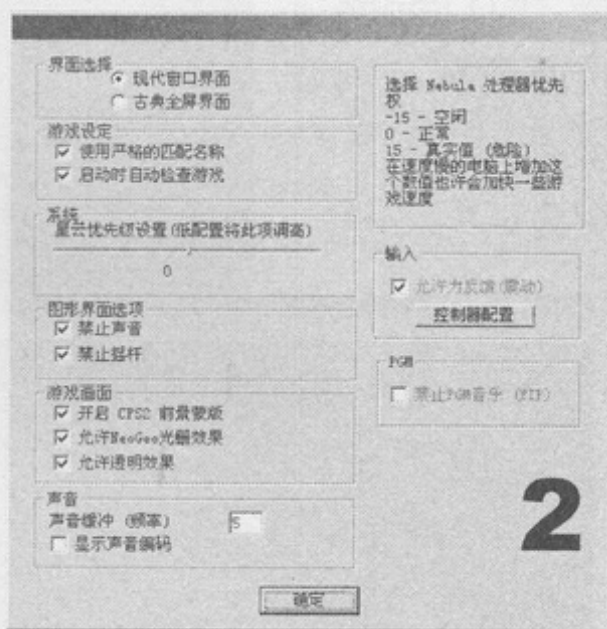 界面选择
现代窗口界面
古典全屏界面
游戏设定
使用严格的匹配名称
启动时自动检查游戏
系统
星云优先级设置(低配置将此项调高)
0
图形界面选项
禁止声音
禁止摇杆
游戏画面
开启 CPS2 前景蒙版
允许NeoGeo光栅效果
允许透明效果
声音
声音缓冲 (频率) 5
显示声音编码
选择 Nebula 处理器优先
权
-15 - 空闲
0 - 正常
15 - 真实值 (危险)
在速度慢的电脑上增加这
个数值也许会加快一些游
戏速度
输入
允许力反馈(震动)
控制器配置
PGM
禁止PGM音乐
2
确定